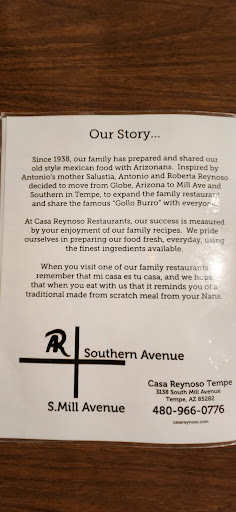 Our Story...
Since 1938, our family has prepared and shared our
old style mexican food with Arizonans. Inspired by
Antonio's mother Salustia, Antonio and Roberta Reynoso
decided to move from Globe, Arizona to Mill Ave and
Southern in Tempe, to expand the family restaurant
and share the famous "Gollo Burro" with everyone.
At Casa Reynoso Restaurants, our success is measured
by your enjoyment of our family recipes. We pride
ourselves in preparing our food fresh, everyday, using
the finest ingredients available.
When you visit one of our family restaurants
remember that mi casa es tu casa, and we hope
that when you eat with us that it reminds you of a
traditional made from scratch meal from your Nana.
AR
Southern Avenue
S.Mill Avenue
Casa Reynoso Tempe
3138 South Mill Avenue
Tempe, AZ 85282
480-966-0776
casareynoso.com